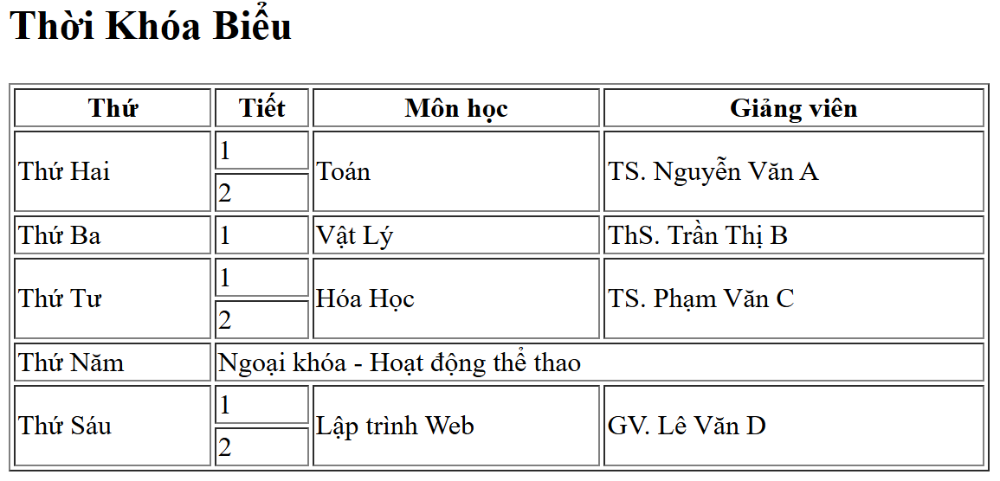 Thời Khóa Biểu
Thứ Tiết Môn học Giảng viên
Thứ Hai 1 Toán TS. Nguyễn Văn A
2
Thứ Ba 1 Vật Lý ThS. Trần Thị B
Thứ Tư 1 Hóa Học TS. Phạm Văn C
2
Thứ Năm Ngoại khóa - Hoạt động thể thao
Thứ Sáu 1 Lập trình Web GV. Lê Văn D
2